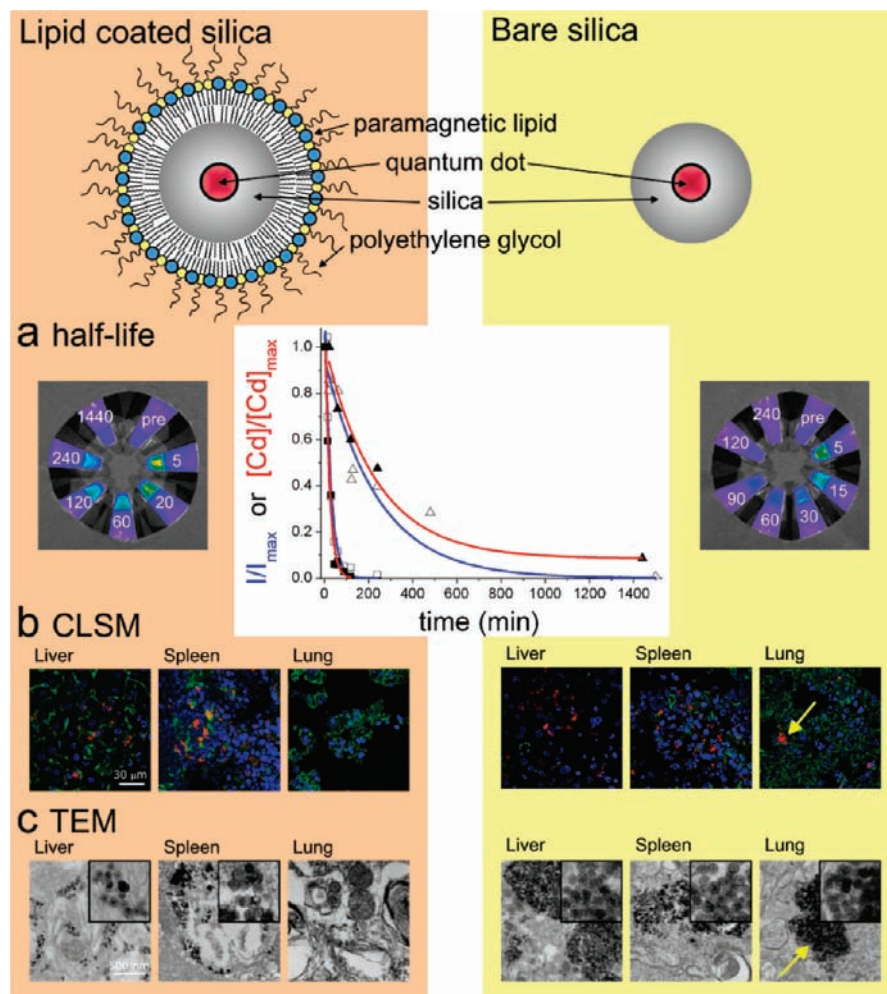 Lipid coated silica
Bare silica
paramagnetic lipid
quantum dot
silica
polyethylene glycol
a half-life
1440
pre
240
5
120
20
60
I/Imax or [Cd]/[Cd]max
1.0
0.8
0.6
0.4
0.2
0.0
0 200 400 600 800 1000 1200 1400
time (min)
240
pre
120
5
90
15
60
30
b CLSM
Liver Spleen Lung
30 μm
Liver Spleen Lung
c TEM
Liver Spleen Lung
500 nm
Liver Spleen Lung